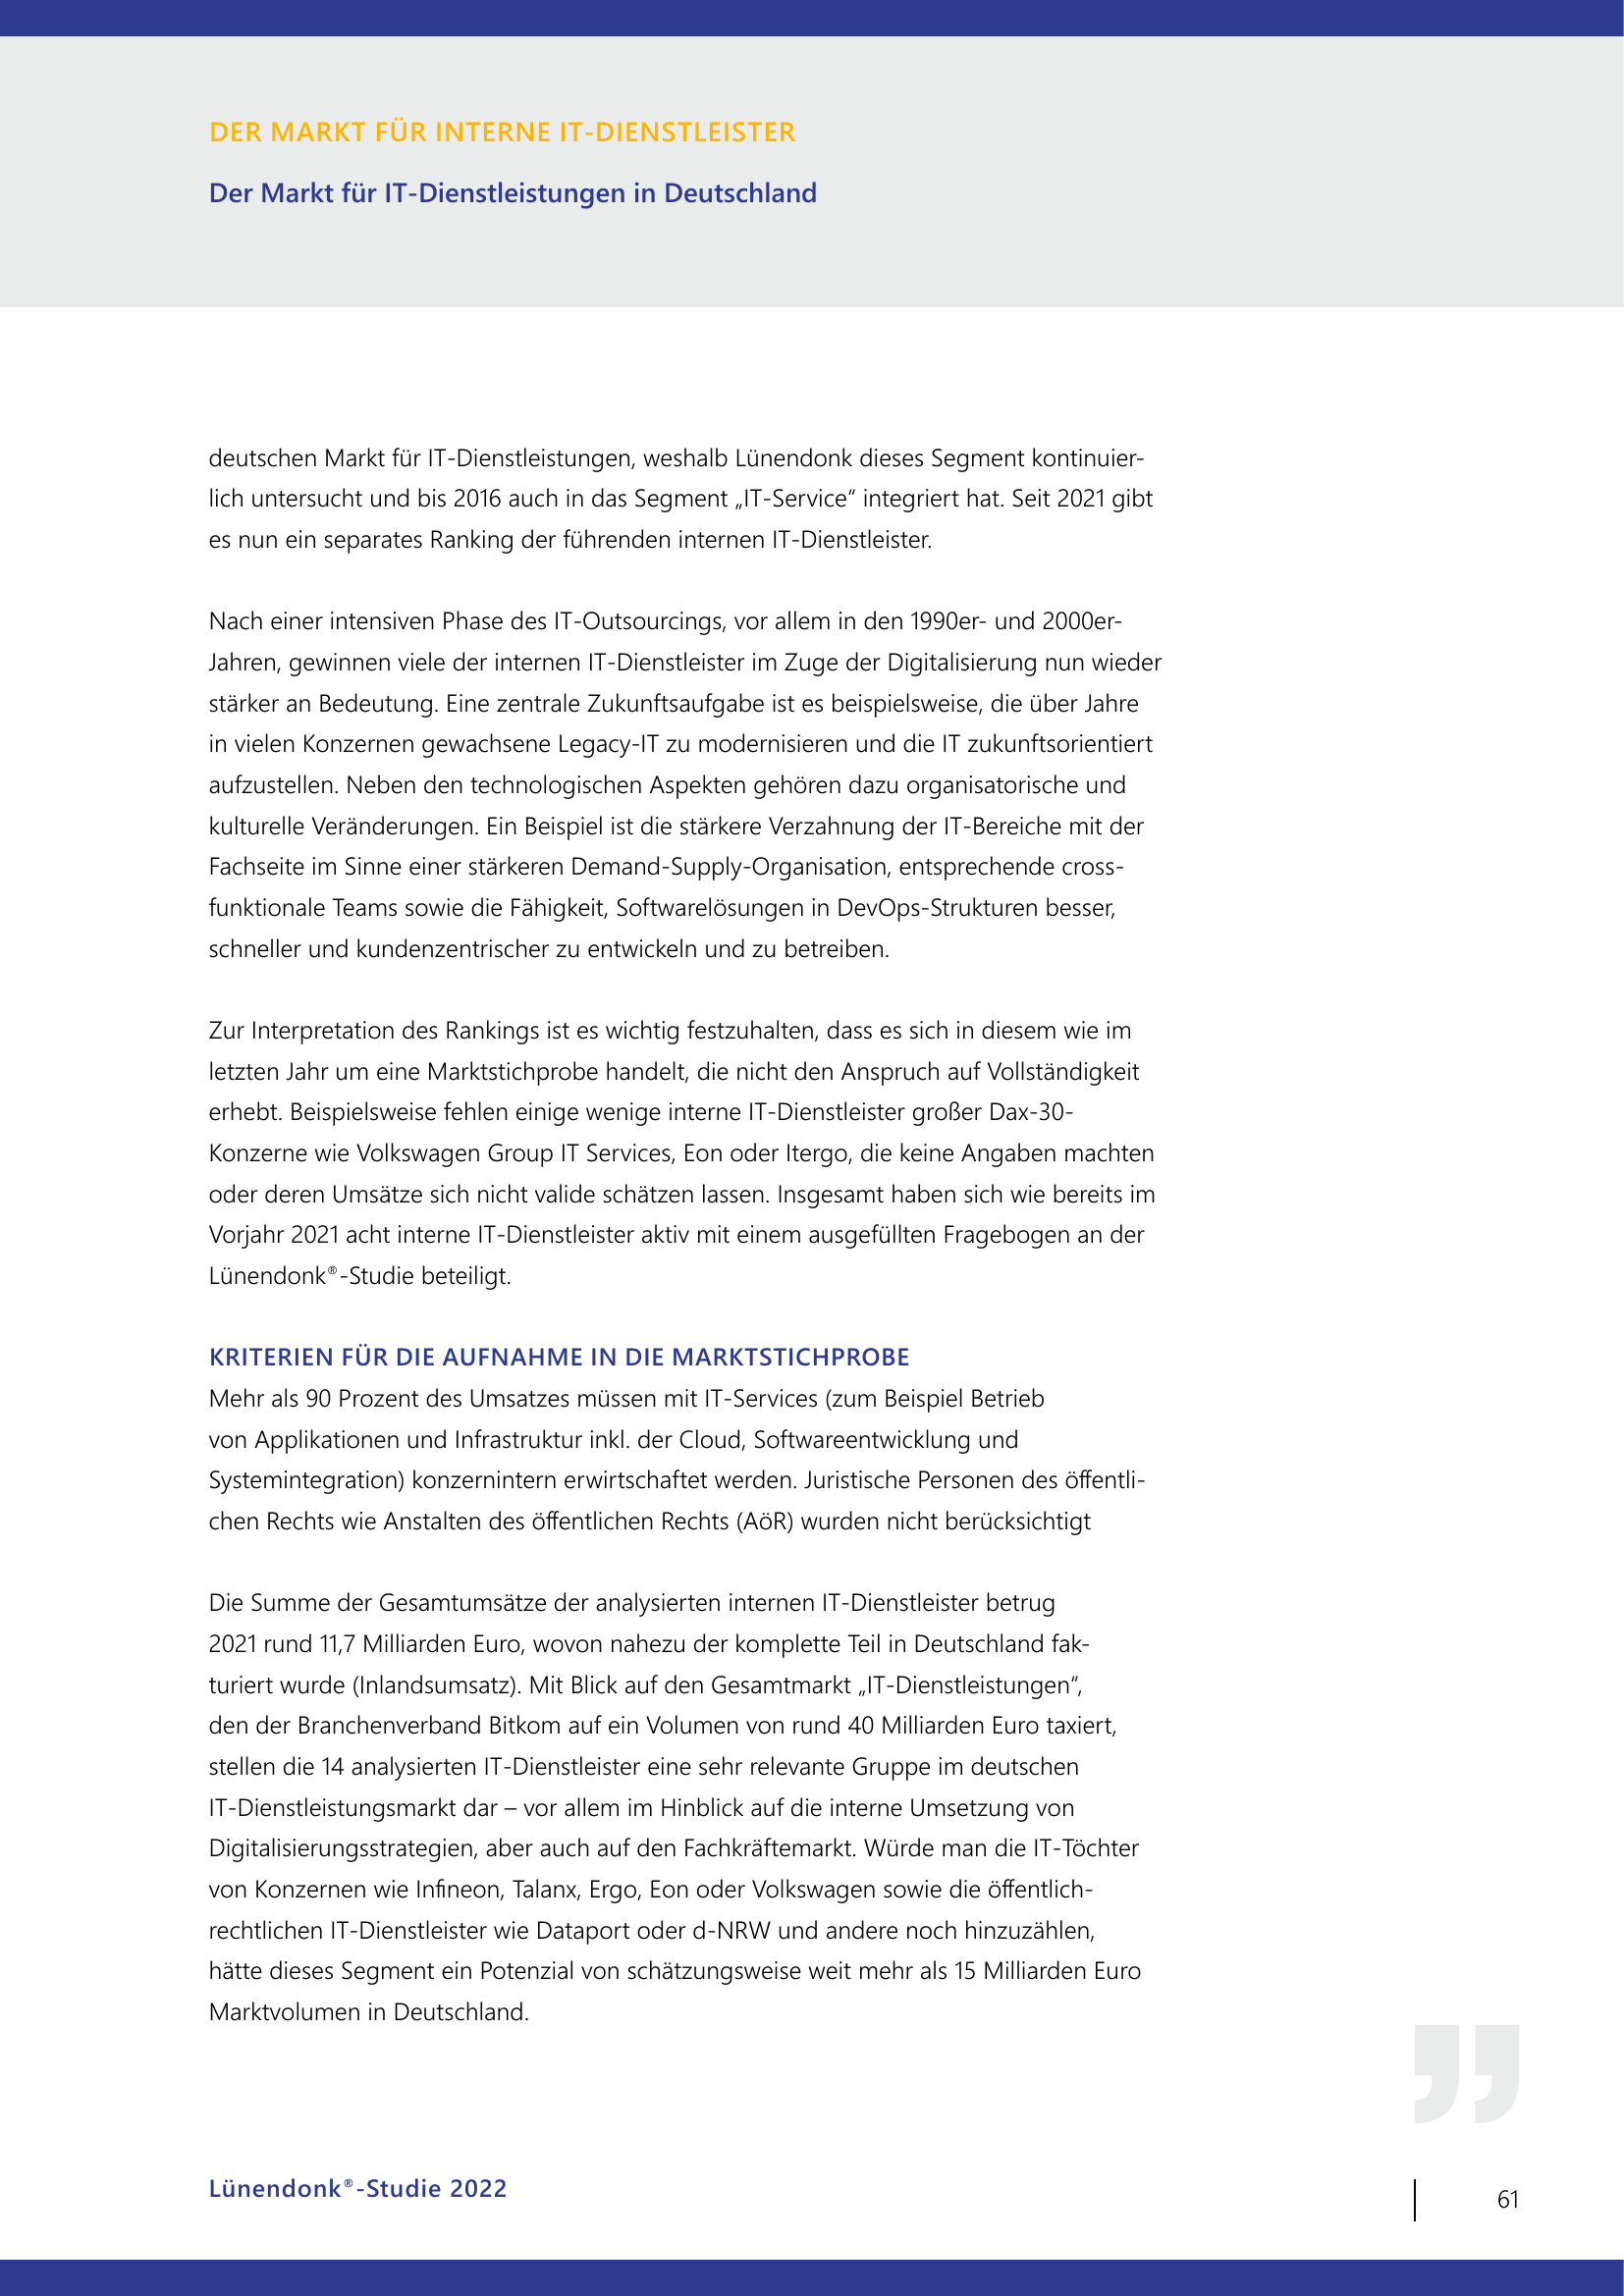 DER MARKT FÜR INTERNE IT-DIENSTLEISTER
Der Markt für IT-Dienstleistungen in Deutschland
deutschen Markt für IT-Dienstleistungen, weshalb Lünendonk dieses Segment kontinuier-
lich untersucht und bis 2016 auch in das Segment „IT-Service“ integriert hat. Seit 2021 gibt
es nun ein separates Ranking der führenden internen IT-Dienstleister.
Nach einer intensiven Phase des IT-Outsourcings, vor allem in den 1990er- und 2000er-
Jahren, gewinnen viele der internen IT-Dienstleister im Zuge der Digitalisierung nun wieder
stärker an Bedeutung. Eine zentrale Zukunftsaufgabe ist es beispielsweise, die über Jahre
in vielen Konzernen gewachsene Legacy-IT zu modernisieren und die IT zukunftsorientiert
aufzustellen. Neben den technologischen Aspekten gehören dazu organisatorische und
kulturelle Veränderungen. Ein Beispiel ist die stärkere Verzahnung der IT-Bereiche mit der
Fachseite im Sinne einer stärkeren Demand-Supply-Organisation, entsprechende cross-
funktionale Teams sowie die Fähigkeit, Softwarelösungen in DevOps-Strukturen besser,
schneller und kundenzentrischer zu entwickeln und zu betreiben.
Zur Interpretation des Rankings ist es wichtig festzuhalten, dass es sich in diesem wie im
letzten Jahr um eine Marktstichprobe handelt, die nicht den Anspruch auf Vollständigkeit
erhebt. Beispielsweise fehlen einige wenige interne IT-Dienstleister großer Dax-30-
Konzerne wie Volkswagen Group IT Services, Eon oder Itergo, die keine Angaben machten
oder deren Umsätze sich nicht valide schätzen lassen. Insgesamt haben sich wie bereits im
Vorjahr 2021 acht interne IT-Dienstleister aktiv mit einem ausgefüllten Fragebogen an der
Lünendonk®-Studie beteiligt.
KRITERIEN FÜR DIE AUFNAHME IN DIE MARKTSTICHPROBE
Mehr als 90 Prozent des Umsatzes müssen mit IT-Services (zum Beispiel Betrieb
von Applikationen und Infrastruktur inkl. der Cloud, Softwareentwicklung und
Systemintegration) konzernintern erwirtschaftet werden. Juristische Personen des öffentli-
chen Rechts wie Anstalten des öffentlichen Rechts (AöR) wurden nicht berücksichtigt
Die Summe der Gesamtumsätze der analysierten internen IT-Dienstleister betrug
2021 rund 11,7 Milliarden Euro, wovon nahezu der komplette Teil in Deutschland fak-
turiert wurde (Inlandsumsatz). Mit Blick auf den Gesamtmarkt „IT-Dienstleistungen“,
den der Branchenverband Bitkom auf ein Volumen von rund 40 Milliarden Euro taxiert,
stellen die 14 analysierten IT-Dienstleister eine sehr relevante Gruppe im deutschen
IT-Dienstleistungsmarkt dar – vor allem im Hinblick auf die interne Umsetzung von
Digitalisierungsstrategien, aber auch auf den Fachkräftemarkt. Würde man die IT-Töchter
von Konzernen wie Infineon, Talanx, Ergo, Eon oder Volkswagen sowie die öffentlich-
rechtlichen IT-Dienstleister wie Dataport oder d-NRW und andere noch hinzuzählen,
hätte dieses Segment ein Potenzial von schätzungsweise weit mehr als 15 Milliarden Euro
Marktvolumen in Deutschland.
Lünendonk®-Studie 2022
61